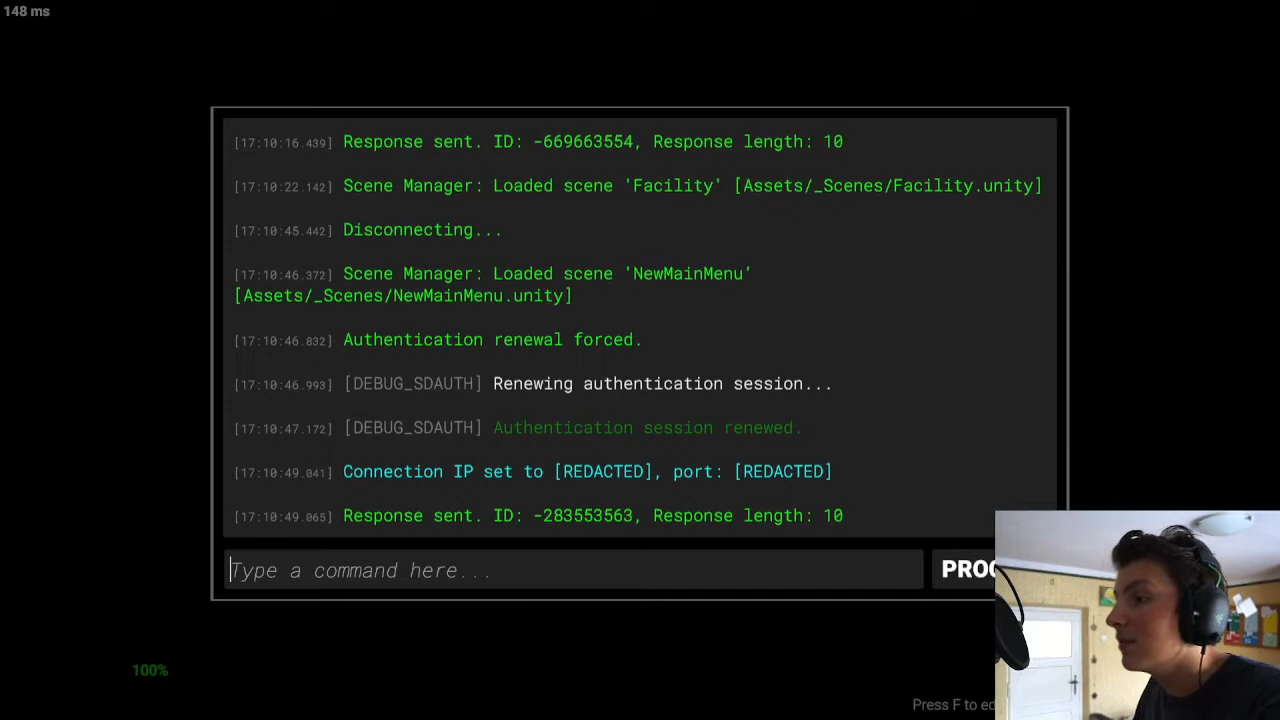 148 ms
[17:10:16.439] Response sent. ID: -669663554, Response length: 10
[17:10:22.142] Scene Manager: Loaded scene 'Facility' [Assets/_Scenes/Facility.unity]
[17:10:45.442] Disconnecting...
[17:10:46.372] Scene Manager: Loaded scene 'NewMainMenu'
[Assets/_Scenes/NewMainMenu.unity]
[17:10:46.832] Authentication renewal forced.
[17:10:46.993] [DEBUG_SDAUTH] Renewing authentication session...
[17:10:47.172] [DEBUG_SDAUTH] Authentication session renewed.
[17:10:49.041] Connection IP set to [REDACTED], port: [REDACTED]
[17:10:49.065] Response sent. ID: -283553563, Response length: 10
Type a command here...
100%
Press F to